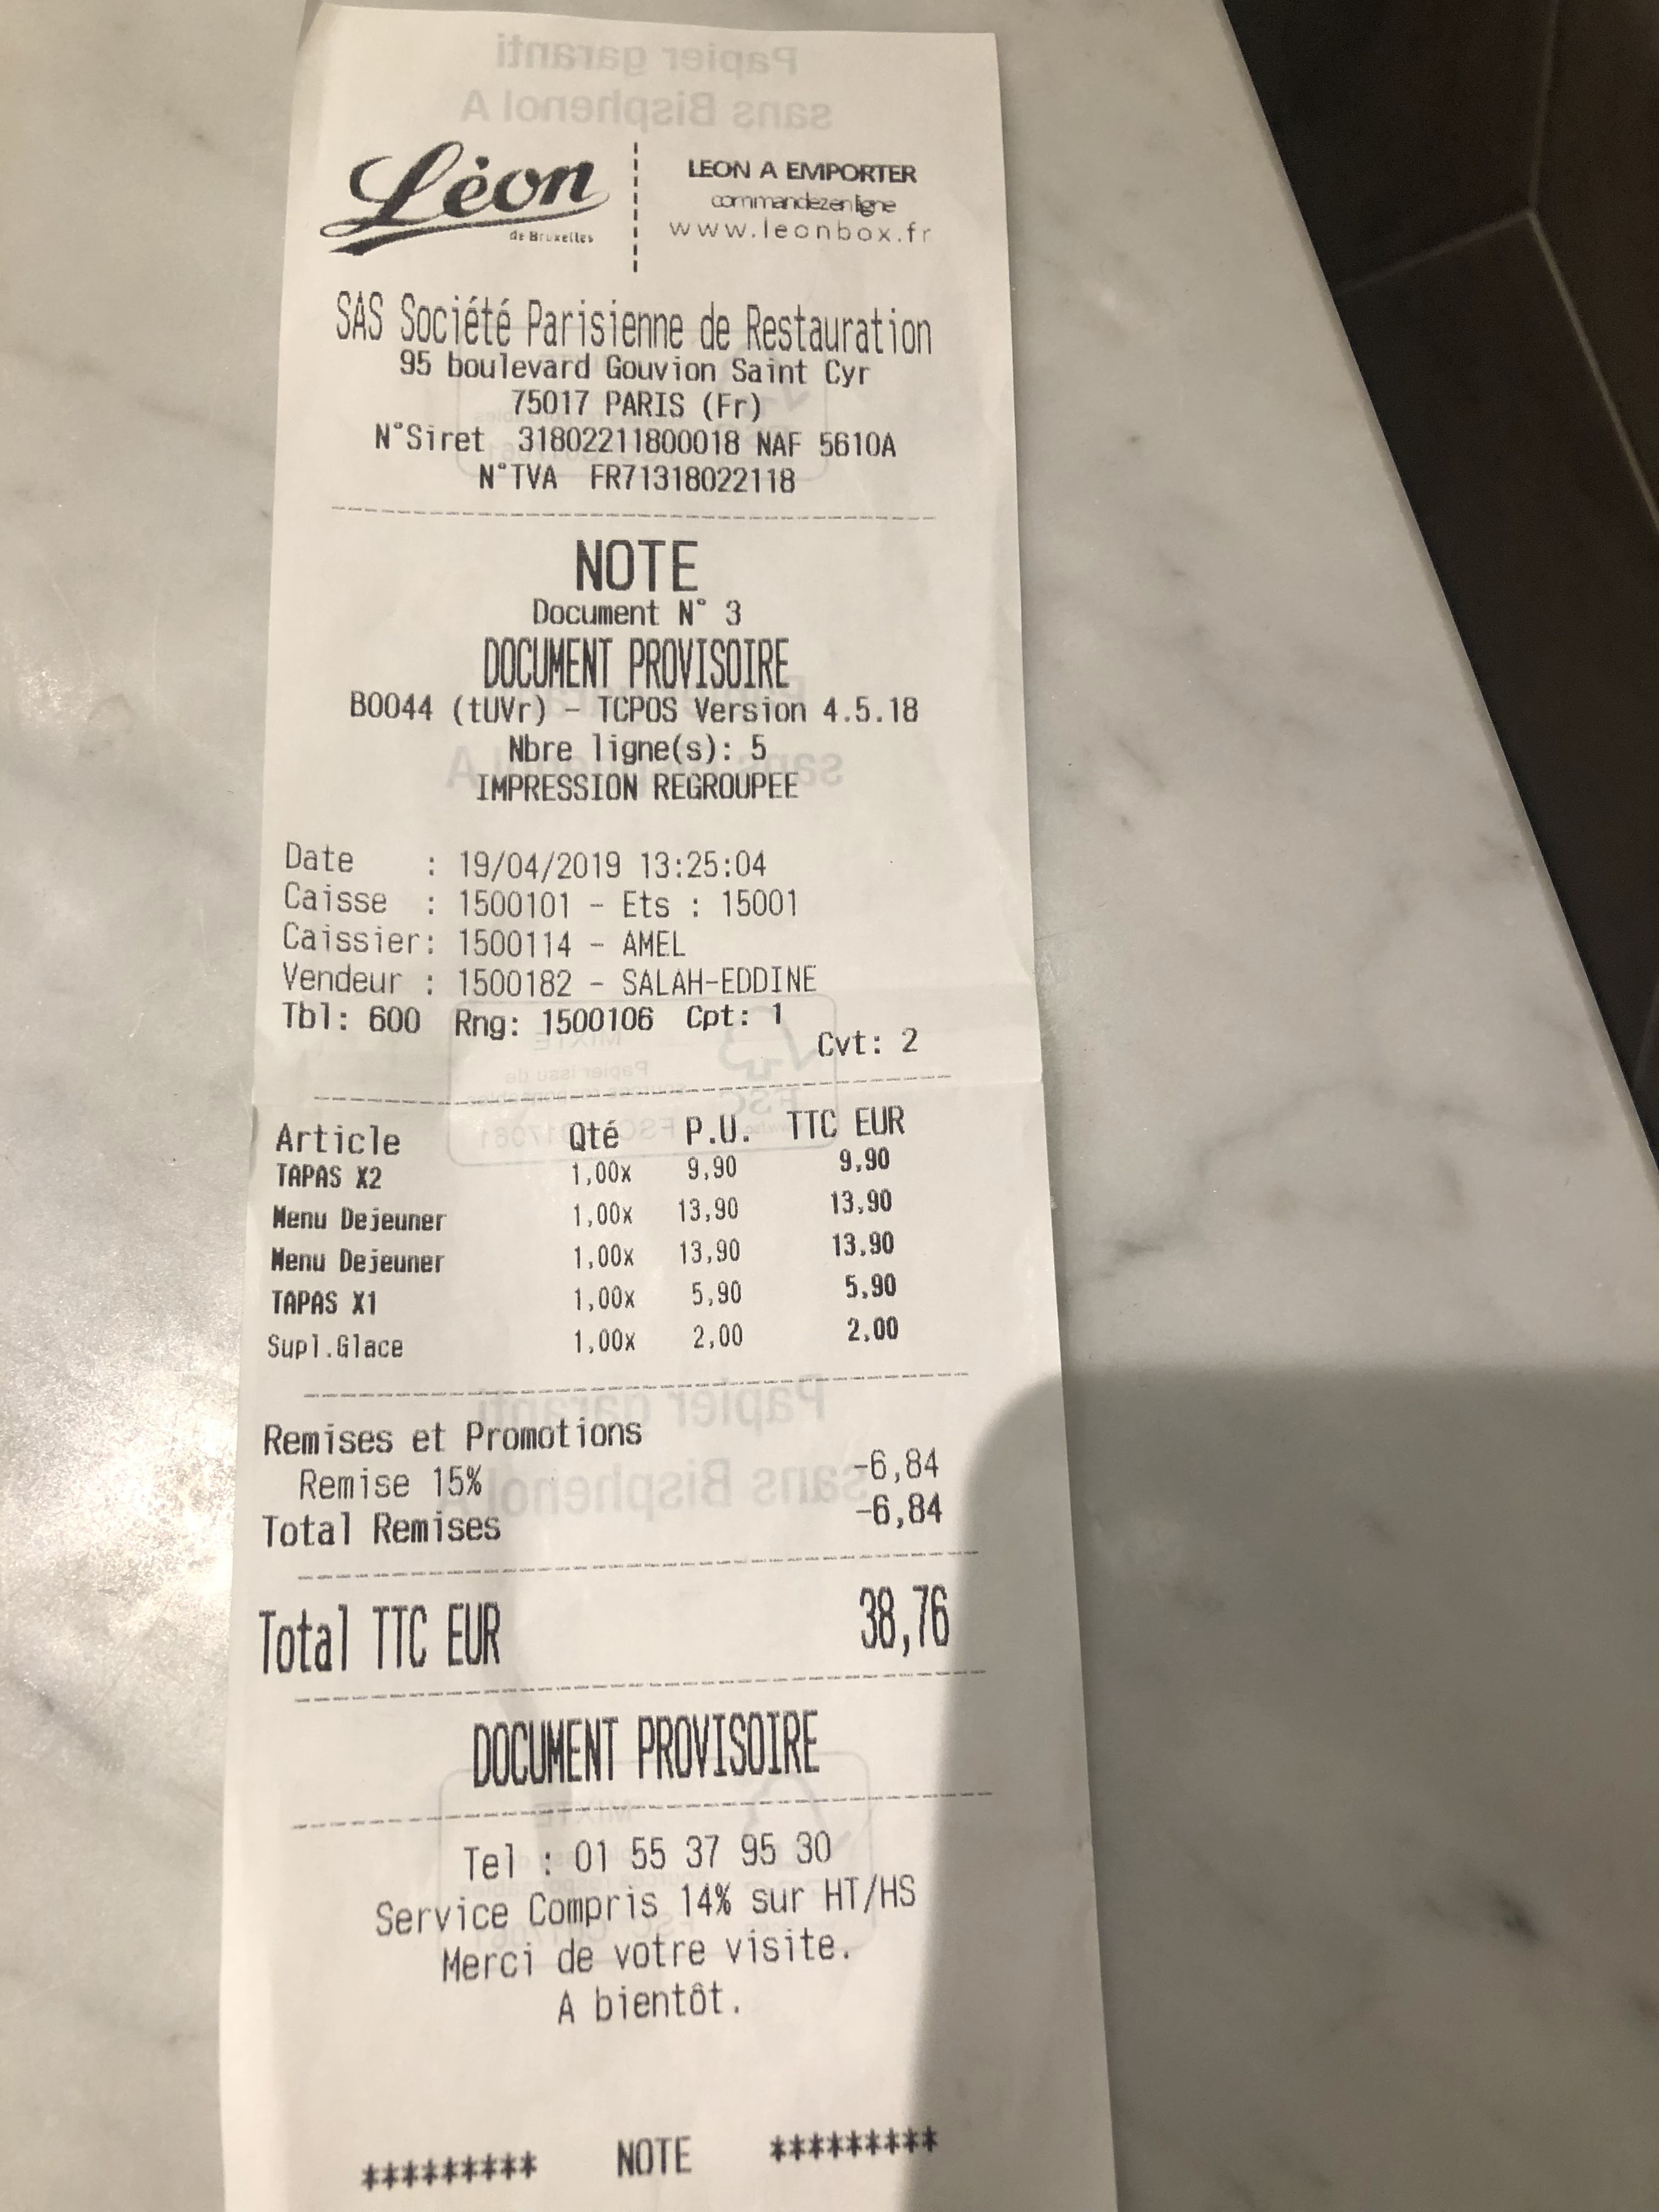 Papier garanti
sans Bisphenol A
Léon
de Bruxelles
LEON A EMPORTER
commandez en ligne
www.leonbox.fr
SAS Société Parisienne de Restauration
95 boulevard Gouvion Saint Cyr
75017 PARIS (Fr)
N°Siret 31802211800018 NAF 5610A
N°TVA FR71318022118
NOTE
Document N° 3
DOCUMENT PROVISOIRE
B0044 (tUVr) - TCPOS Version 4.5.18
Nbre ligne(s): 5
IMPRESSION REGROUPEE
Date : 19/04/2019 13:25:04
Caisse : 1500101 - Ets : 15001
Caissier: 1500114 - AMEL
Vendeur : 1500182 - SALAH-EDDINE
Tbl: 600 Rng: 1500106 Cpt: 1
Cvt: 2
Article Qté P.U. TTC EUR
TAPAS X2 1,00x 9,90 9,90
Menu Dejeuner 1,00x 13,90 13,90
Menu Dejeuner 1,00x 13,90 13,90
TAPAS X1 1,00x 5,90 5,90
Supl.Glace 1,00x 2,00 2,00
Papier garanti
Remises et Promotions
Remise 15% -6,84
sans Bisphenol A
Total Remises -6,84
Total TTC EUR 38,76
DOCUMENT PROVISOIRE
Tel : 01 55 37 95 30
Service Compris 14% sur HT/HS
Merci de votre visite.
A bientôt.
********* NOTE *********